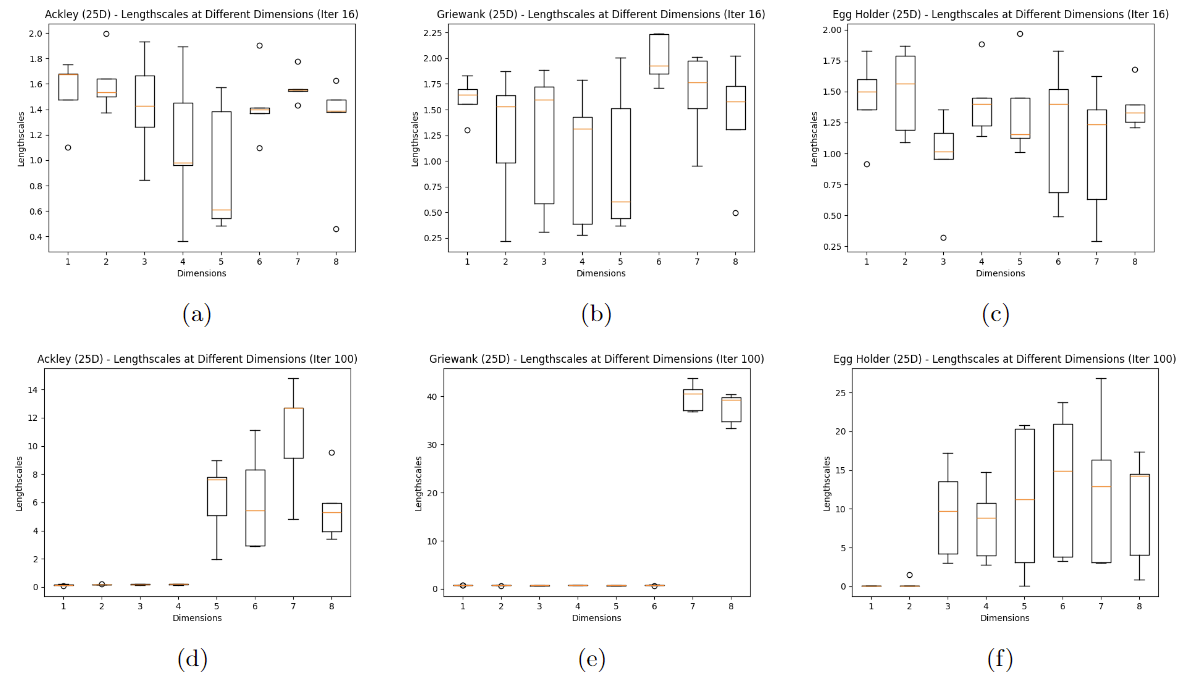 Ackley (25D) - Lengthscales at Different Dimensions (Iter 16)
Lengthscales
2.0
1.8
1.6
1.4
1.2
1.0
0.8
0.6
0.4
1 2 3 4 5 6 7 8
Dimensions
(a)
Griewank (25D) - Lengthscales at Different Dimensions (Iter 16)
Lengthscales
2.25
2.00
1.75
1.50
1.25
1.00
0.75
0.50
0.25
1 2 3 4 5 6 7 8
Dimensions
(b)
Egg Holder (25D) - Lengthscales at Different Dimensions (Iter 16)
Lengthscales
2.00
1.75
1.50
1.25
1.00
0.75
0.50
0.25
1 2 3 4 5 6 7 8
Dimensions
(c)
Ackley (25D) - Lengthscales at Different Dimensions (Iter 100)
Lengthscales
14
12
10
8
6
4
2
0
1 2 3 4 5 6 7 8
Dimensions
(d)
Griewank (25D) - Lengthscales at Different Dimensions (Iter 100)
Lengthscales
40
30
20
10
0
1 2 3 4 5 6 7 8
Dimensions
(e)
Egg Holder (25D) - Lengthscales at Different Dimensions (Iter 100)
Lengthscales
25
20
15
10
5
0
1 2 3 4 5 6 7 8
Dimensions
(f)